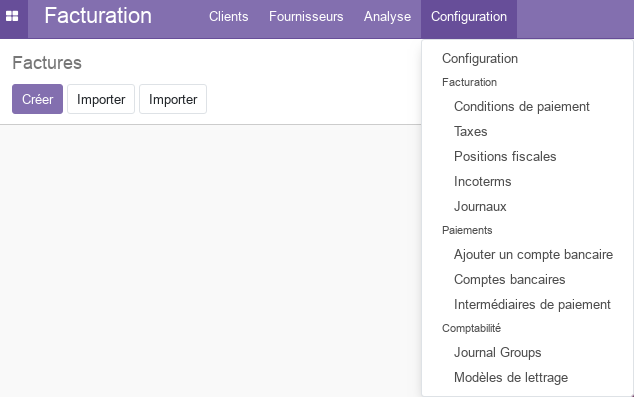 Facturation Clients Fournisseurs Analyse Configuration
Factures
Créer Importer Importer
Configuration
Facturation
Conditions de paiement
Taxes
Positions fiscales
Incoterms
Journaux
Paiements
Ajouter un compte bancaire
Comptes bancaires
Intermédiaires de paiement
Comptabilité
Journal Groups
Modèles de lettrage